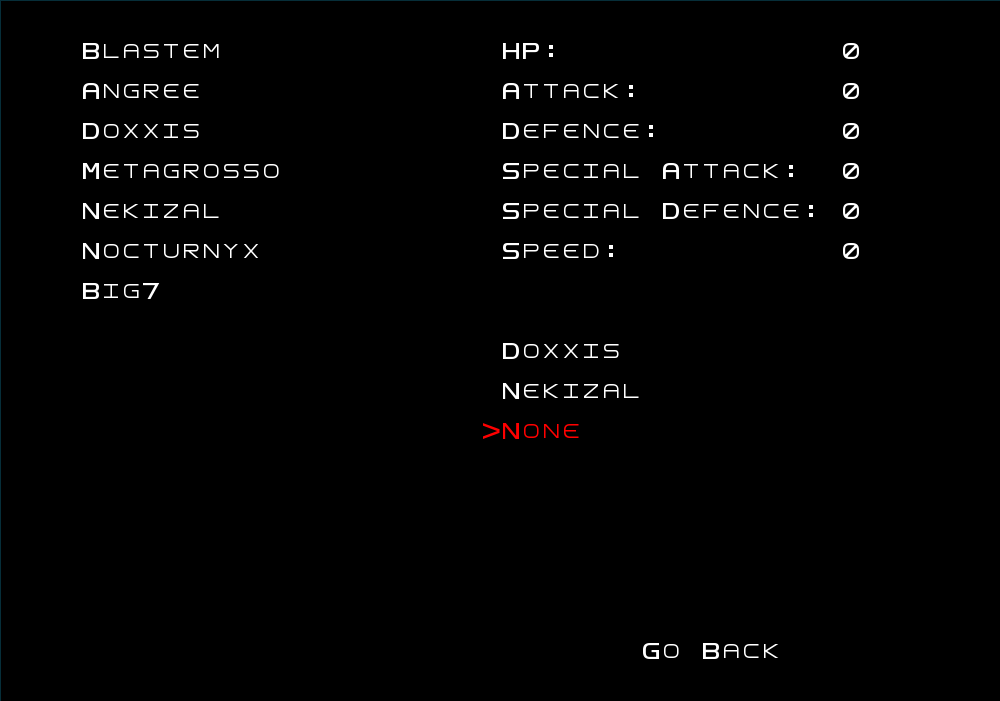 Blastem
Angree
Doxxis
Metagrosso
Nekizal
Nocturnyx
Big7
HP: 0
Attack: 0
Defence: 0
Special Attack: 0
Special Defence: 0
Speed: 0
Doxxis
Nekizal
>None
Go Back